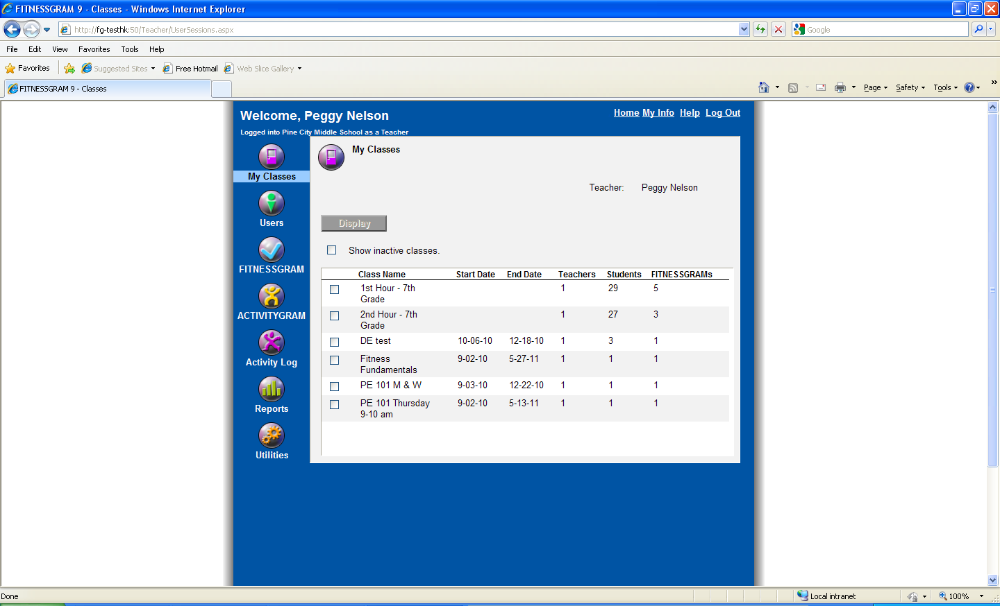 FITNESSGRAM 9 - Classes - Windows Internet Explorer
http://fg-testhk:50/Teacher/UserSessions.aspx
Google
File Edit View Favorites Tools Help
Favorites Suggested Sites Free Hotmail Web Slice Gallery
FITNESSGRAM 9 - Classes
Page Safety Tools
Welcome, Peggy Nelson
Home My Info Help Log Out
Logged into Pine City Middle School as a Teacher
My Classes
Users
FITNESSGRAM
ACTIVITYGRAM
Activity Log
Reports
Utilities
My Classes
Teacher: Peggy Nelson
Display
Show inactive classes.
Class Name Start Date End Date Teachers Students FITNESSGRAMs
1st Hour - 7th 1 29 5
Grade
2nd Hour - 7th 1 27 3
Grade
DE test 10-06-10 12-18-10 1 3 1
Fitness 9-02-10 5-27-11 1 1 1
Fundamentals
PE 101 M & W 9-03-10 12-22-10 1 1 1
PE 101 Thursday 9-02-10 5-13-11 1 1 1
9-10 am
Done
Local intranet
100%